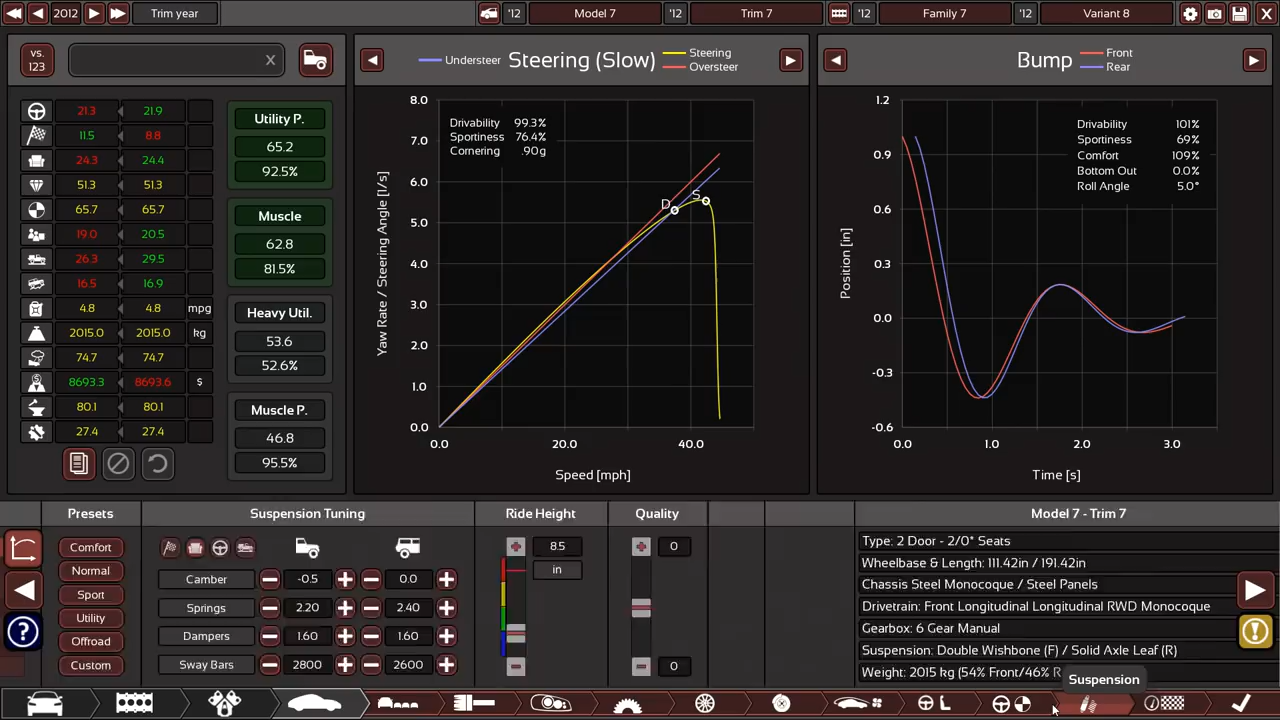 2012 Trim year '12 Model 7 '12 Trim 7 '12 Family 7 '12 Variant 8
vs. 123 X
21.3 21.9
11.5 8.8
24.3 24.4
51.3 51.3
65.7 65.7
19.0 20.5
26.3 29.5
16.5 16.9
4.8 4.8 mpg
2015.0 2015.0 kg
74.7 74.7
8693.3 8693.6 $
80.1 80.1
27.4 27.4
Utility P.
65.2
92.5%
Muscle
62.8
81.5%
Heavy Util.
53.6
52.6%
Muscle P.
46.8
95.5%
Understeer Steering (Slow) Steering
Oversteer
Drivability 99.3%
Sportiness 76.4%
Cornering .90g
D S
Yaw Rate / Steering Angle [1/s]
8.0
7.0
6.0
5.0
4.0
3.0
2.0
1.0
0.0
0.0 20.0 40.0
Speed [mph]
Bump Front
Rear
Drivability 101%
Sportiness 69%
Comfort 109%
Bottom Out 0.0%
Roll Angle 5.0°
Position [in]
1.2
0.9
0.6
0.3
0.0
-0.3
-0.6
0.0 1.0 2.0 3.0
Time [s]
Presets
Comfort
Normal
Sport
Utility
Offroad
Custom
?
Suspension Tuning
Camber -0.5 0.0
Springs 2.20 2.40
Dampers 1.60 1.60
Sway Bars 2800 2600
Ride Height
8.5
in
Quality
0
0
Model 7 - Trim 7
Type: 2 Door - 2/0* Seats
Wheelbase & Length: 111.42in / 191.42in
Chassis Steel Monocoque / Steel Panels
Drivetrain: Front Longitudinal Longitudinal RWD Monocoque
Gearbox: 6 Gear Manual
Suspension: Double Wishbone (F) / Solid Axle Leaf (R)
Weight: 2015 kg (54% Front/46% R
Suspension